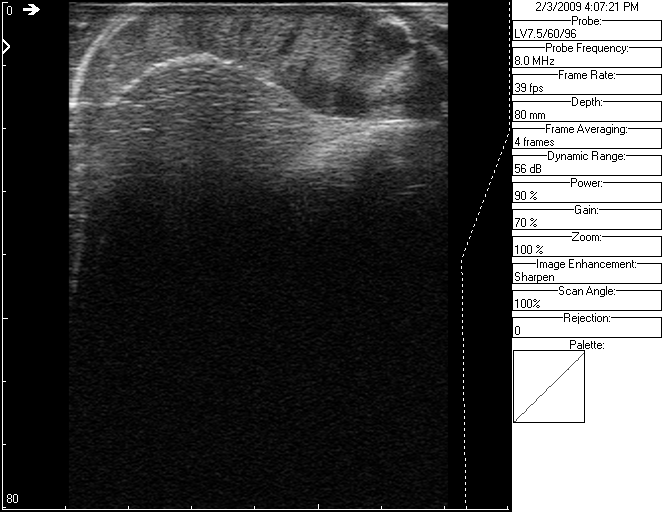 0
80
2/3/2009 4:07:21 PM
Probe:
LV7.5/60/96
Probe Frequency:
8.0 MHz
Frame Rate:
39 fps
Depth:
80 mm
Frame Averaging:
4 frames
Dynamic Range:
56 dB
Power:
90 %
Gain:
70 %
Zoom:
100 %
Image Enhancement:
Sharpen
Scan Angle:
100%
Rejection:
0
Palette: